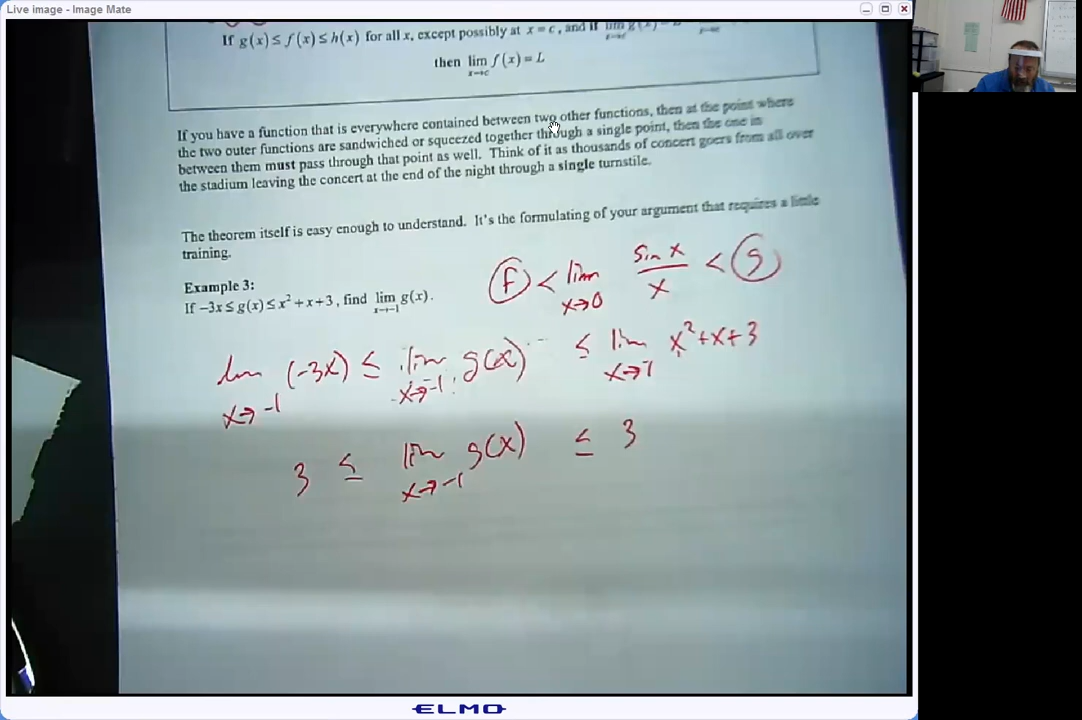 Live image - Image Mate
If g(x) ≤ f(x) ≤ h(x) for all x, except possibly at x = c, and if lim
x→c
then lim f(x) = L
x→c
If you have a function that is everywhere contained between two other functions, then at the point where
the two outer functions are sandwiched or squeezed together through a single point, then the one in
between them must pass through that point as well. Think of it as thousands of concert goers from all over
the stadium leaving the concert at the end of the night through a single turnstile.
The theorem itself is easy enough to understand. It's the formulating of your argument that requires a little
training.
Example 3:
If −3x ≤ g(x) ≤ x² + x + 3, find lim g(x).
x→−1
f < lim sin x / x < g
x→0
lim (-3x) ≤ lim g(x) ≤ lim x² + x + 3
x→-1 x→-1 x→-1
3 ≤ lim g(x) ≤ 3
x→-1
ELMO